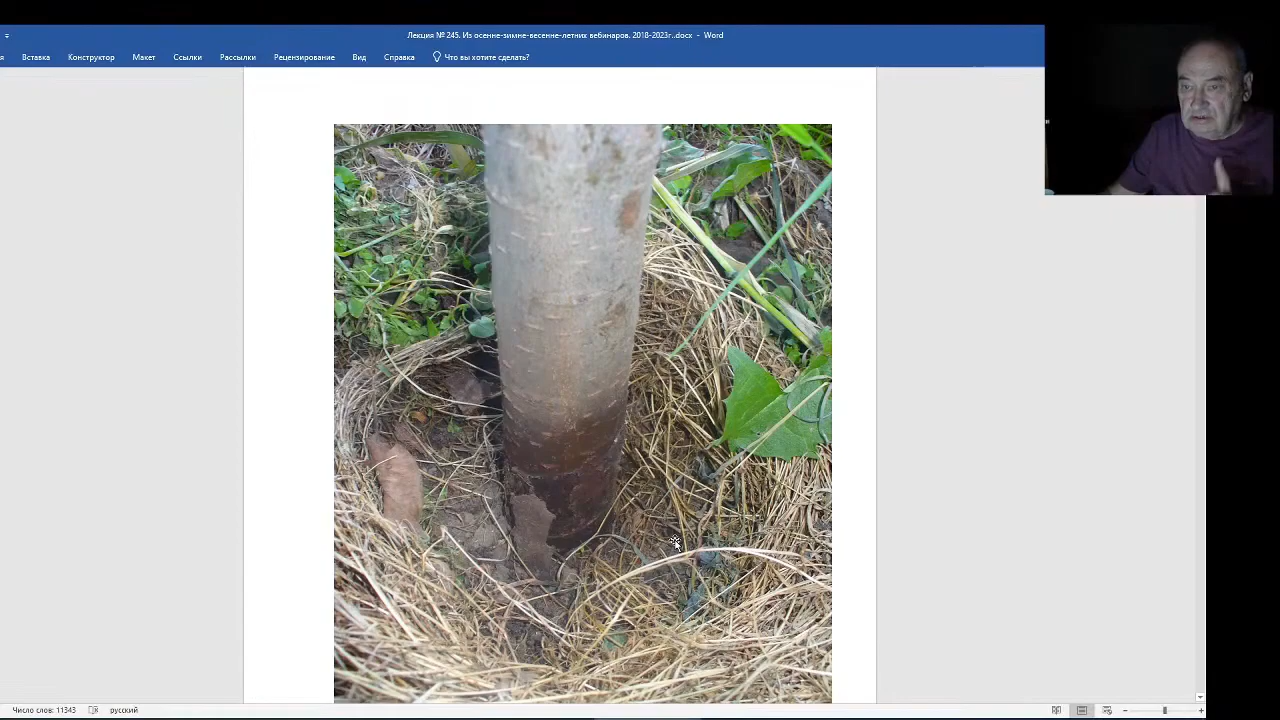 Лекция № 245. Из осенне-зимне-весенне-летних вебинаров. 2018-2023г..docx - Word
Вставка Конструктор Макет Ссылки Рассылки Рецензирование Вид Справка Что вы хотите сделать?
Число слов: 11343 русский